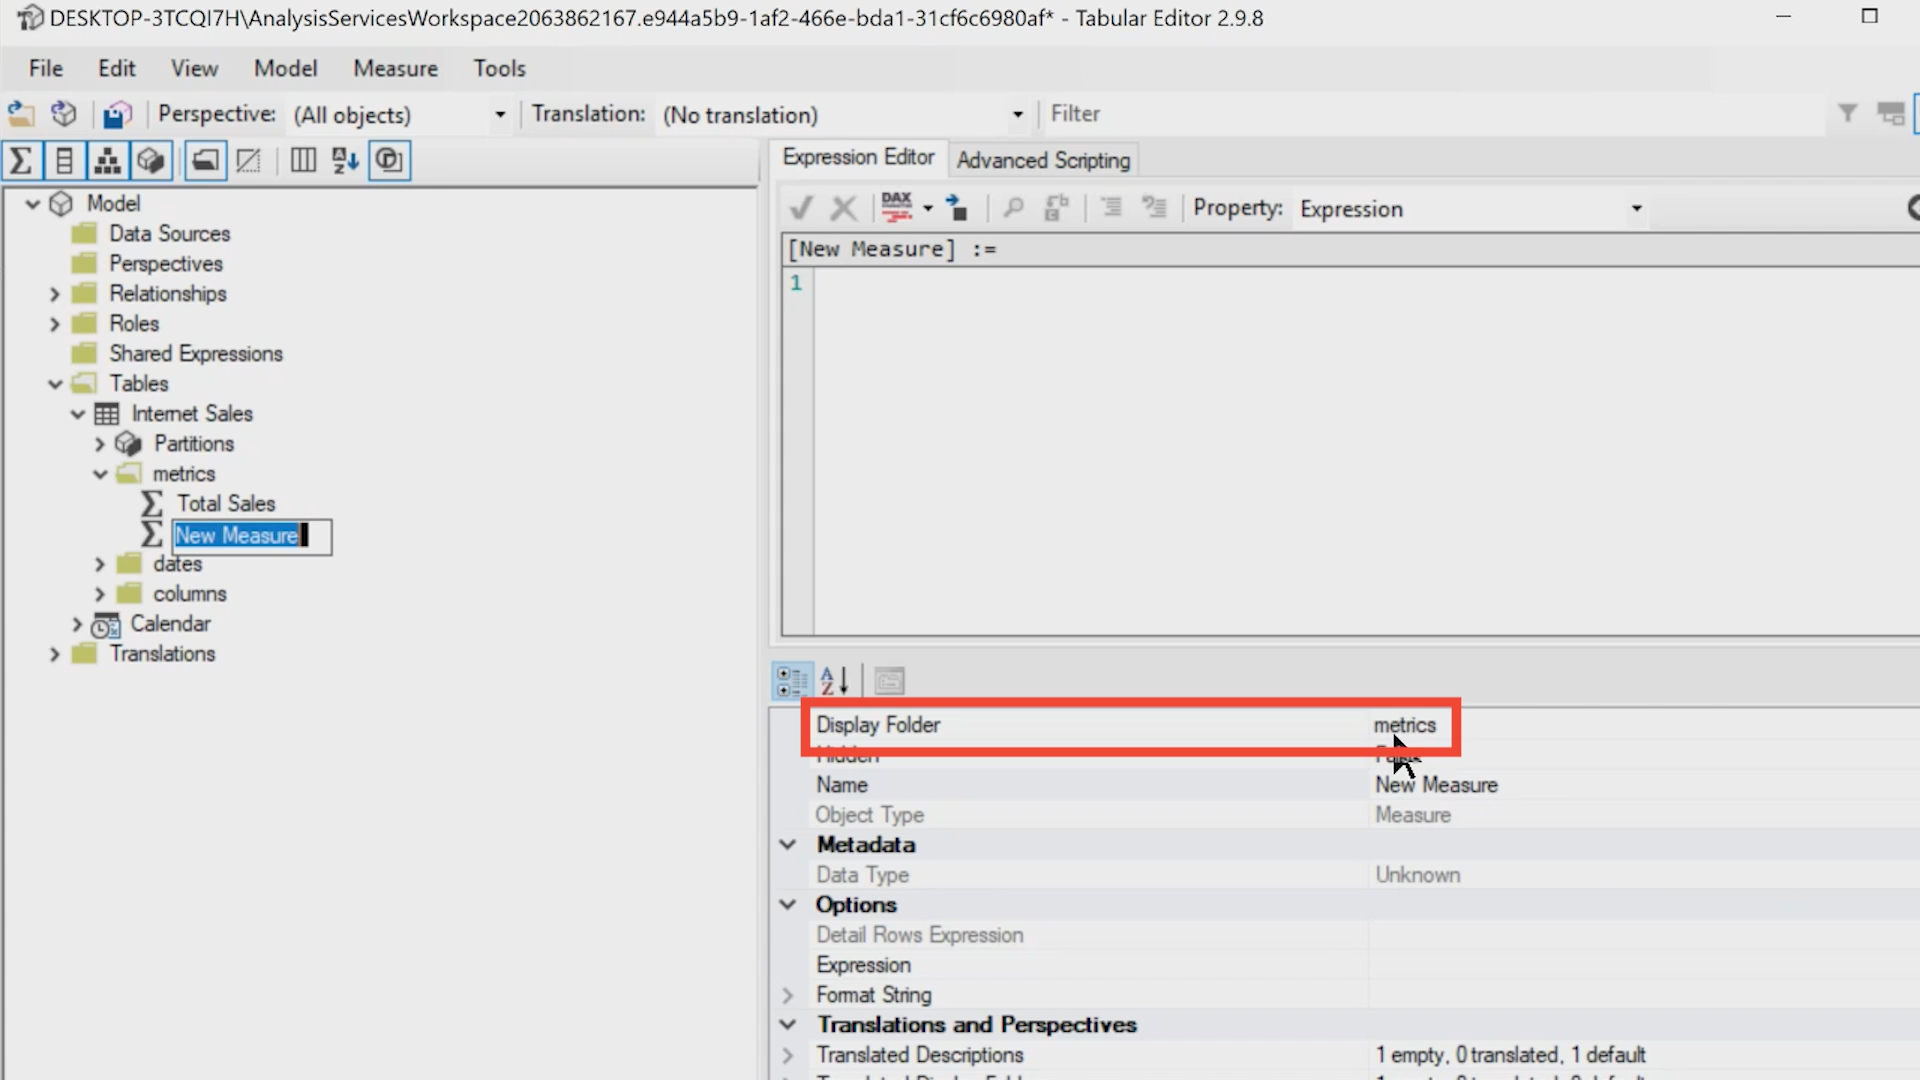 DESKTOP-3TCQI7H\AnalysisServicesWorkspace2063862167.e944a5b9-1af2-466e-bda1-31cf6c6980af* - Tabular Editor 2.9.8
File Edit View Model Measure Tools
Perspective: (All objects) Translation: (No translation) Filter
Expression Editor Advanced Scripting
DAX Property: Expression
[New Measure] :=
1
Model
Data Sources
Perspectives
Relationships
Roles
Shared Expressions
Tables
Internet Sales
Partitions
metrics
Total Sales
New Measure
dates
columns
Calendar
Translations
Display Folder metrics
Hidden False
Name New Measure
Object Type Measure
Metadata
Data Type Unknown
Options
Detail Rows Expression
Expression
Format String
Translations and Perspectives
Translated Descriptions 1 empty, 0 translated, 1 default